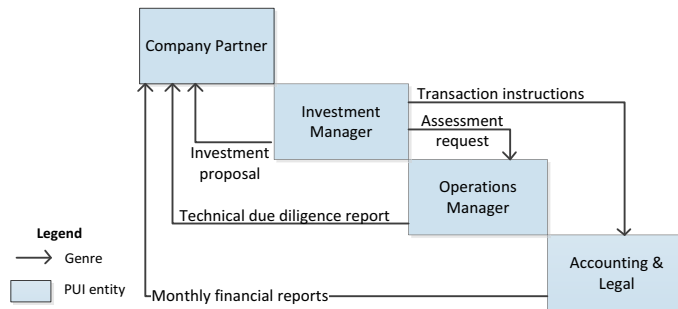 Company Partner
Transaction instructions
Investment
Manager
Assessment
request
Investment
proposal
Operations
Manager
Technical due diligence report
Legend
Genre
Accounting &
Legal
PUI entity
Monthly financial reports